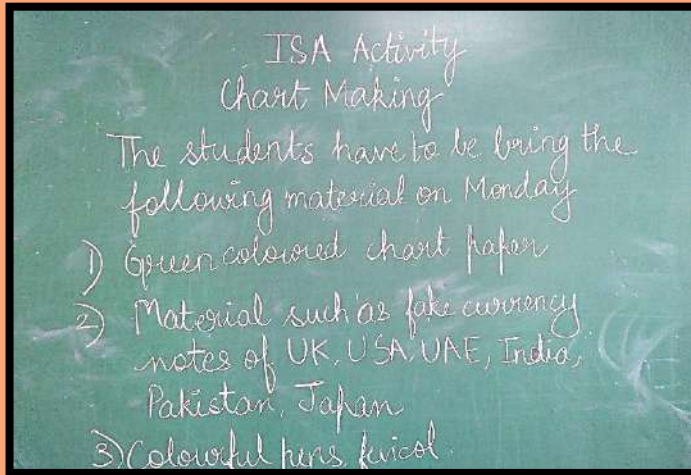 ISA Activity
Chart Making
The students have to be bring the
following material on Monday
1) Green coloured chart paper
2) Material such as fake currency
notes of UK, USA, UAE, India,
Pakistan, Japan
3) Colourful pens, fevicol.